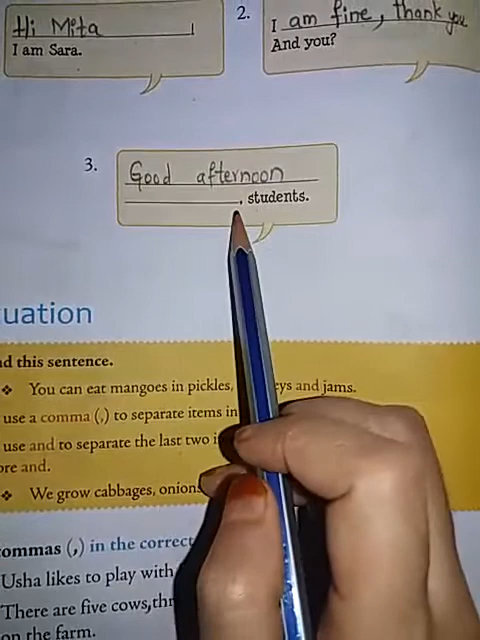 Hi Mita !
I am Sara.
2.
I am fine, thank you
And you?
3.
Good afternoon
, students.
uation
d this sentence.
❖ You can eat mangoes in pickles, eys and jams.
use a comma (,) to separate items in
use and to separate the last two i
ore and.
❖ We grow cabbages, onions
ommas (,) in the correct
Usha likes to play with
There are five cows, thr
on the farm.